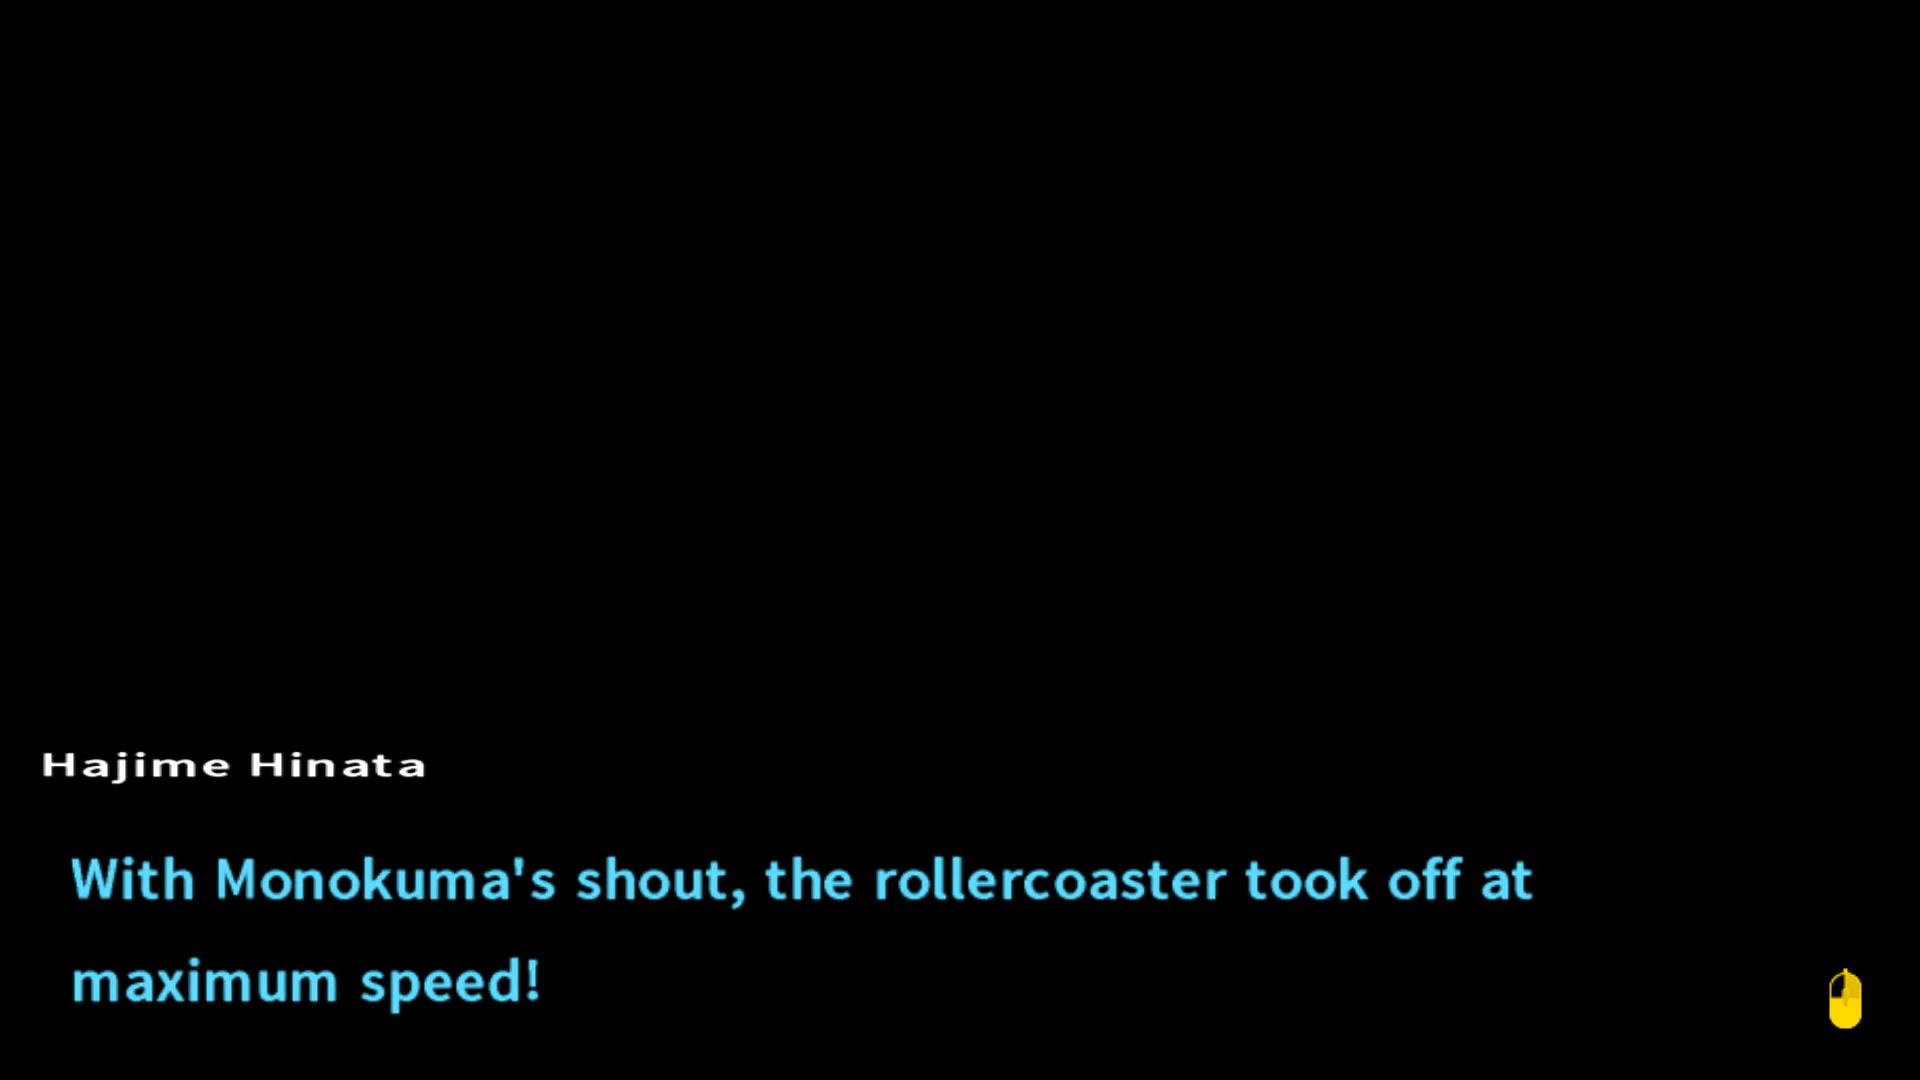 Hajime Hinata
With Monokuma's shout, the rollercoaster took off at
maximum speed!